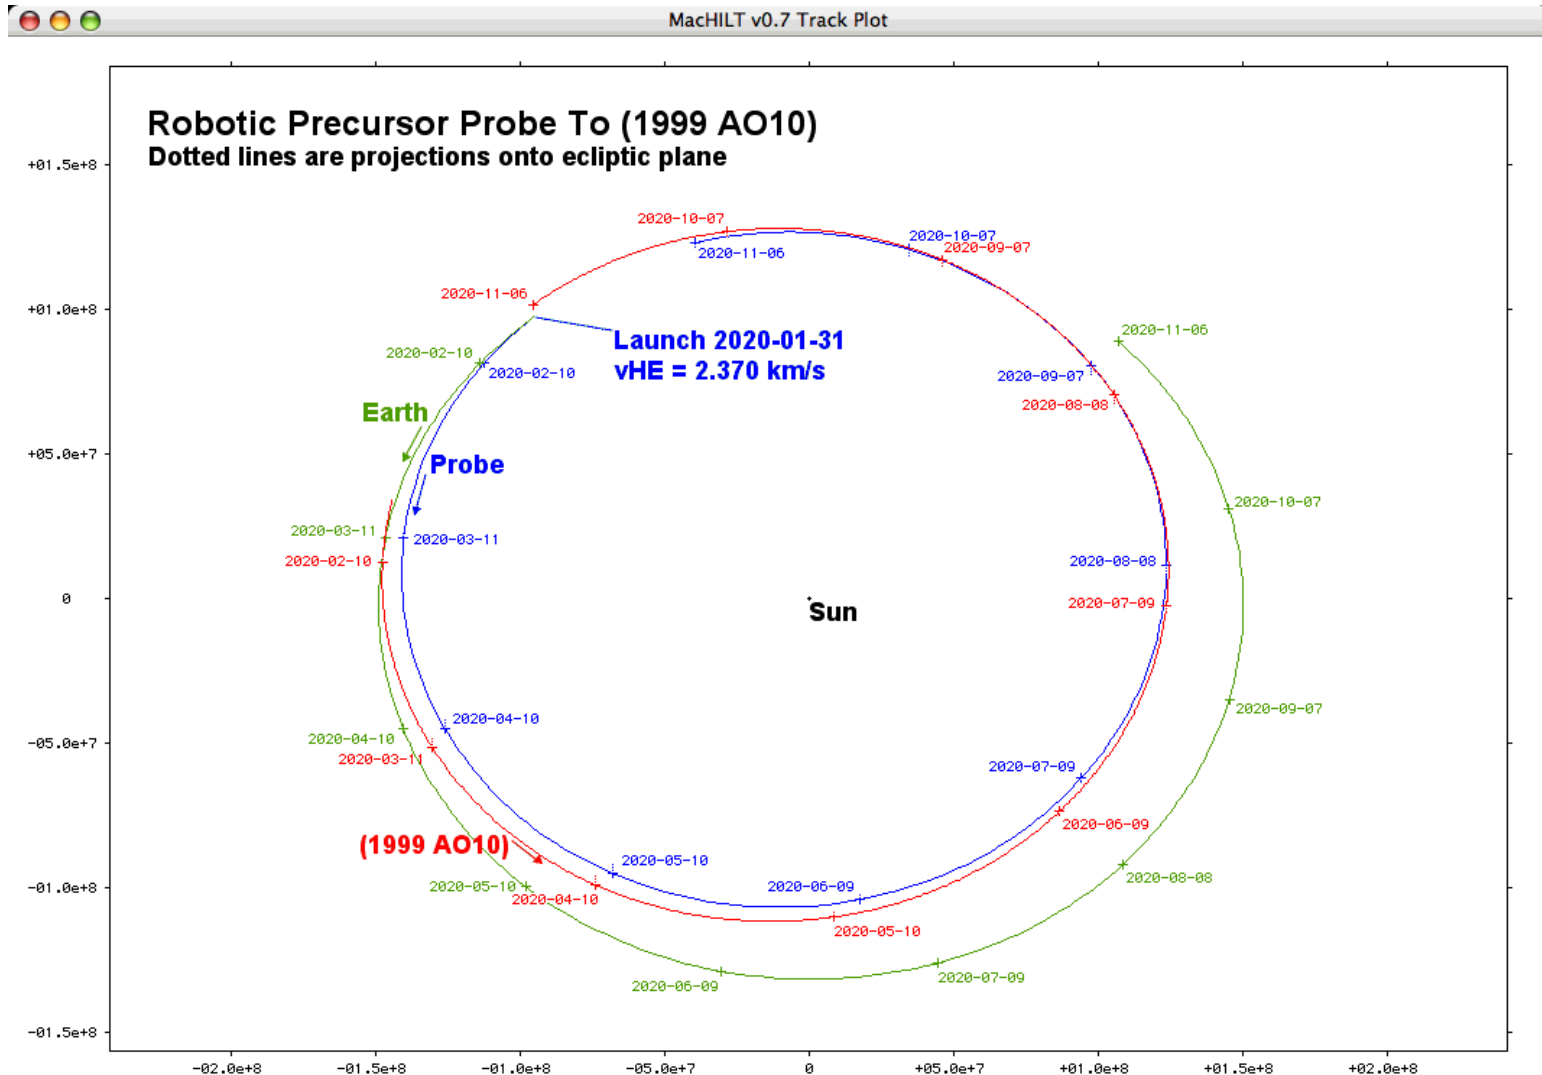 MacHILT v0.7 Track Plot
Robotic Precursor Probe To (1999 AO10)
Dotted lines are projections onto ecliptic plane
+01.5e+8
2020-10-07
2020-10-07
2020-09-07
2020-11-06
2020-11-06
+01.0e+8
2020-11-06
Launch 2020-01-31
vHE = 2.370 km/s
2020-02-10
2020-02-10
2020-09-07
2020-08-08
Earth
+05.0e+7
Probe
2020-10-07
2020-03-11
2020-03-11
2020-02-10
2020-08-08
0
Sun
2020-07-09
2020-09-07
2020-04-10
2020-04-10
-05.0e+7
2020-03-11
2020-07-09
2020-06-09
(1999 AO10)
2020-05-10
2020-08-08
2020-05-10
2020-06-09
-01.0e+8
2020-04-10
2020-05-10
2020-06-09
2020-07-09
-01.5e+8
-02.0e+8
-01.5e+8
-01.0e+8
-05.0e+7
0
+05.0e+7
+01.0e+8
+01.5e+8
+02.0e+8